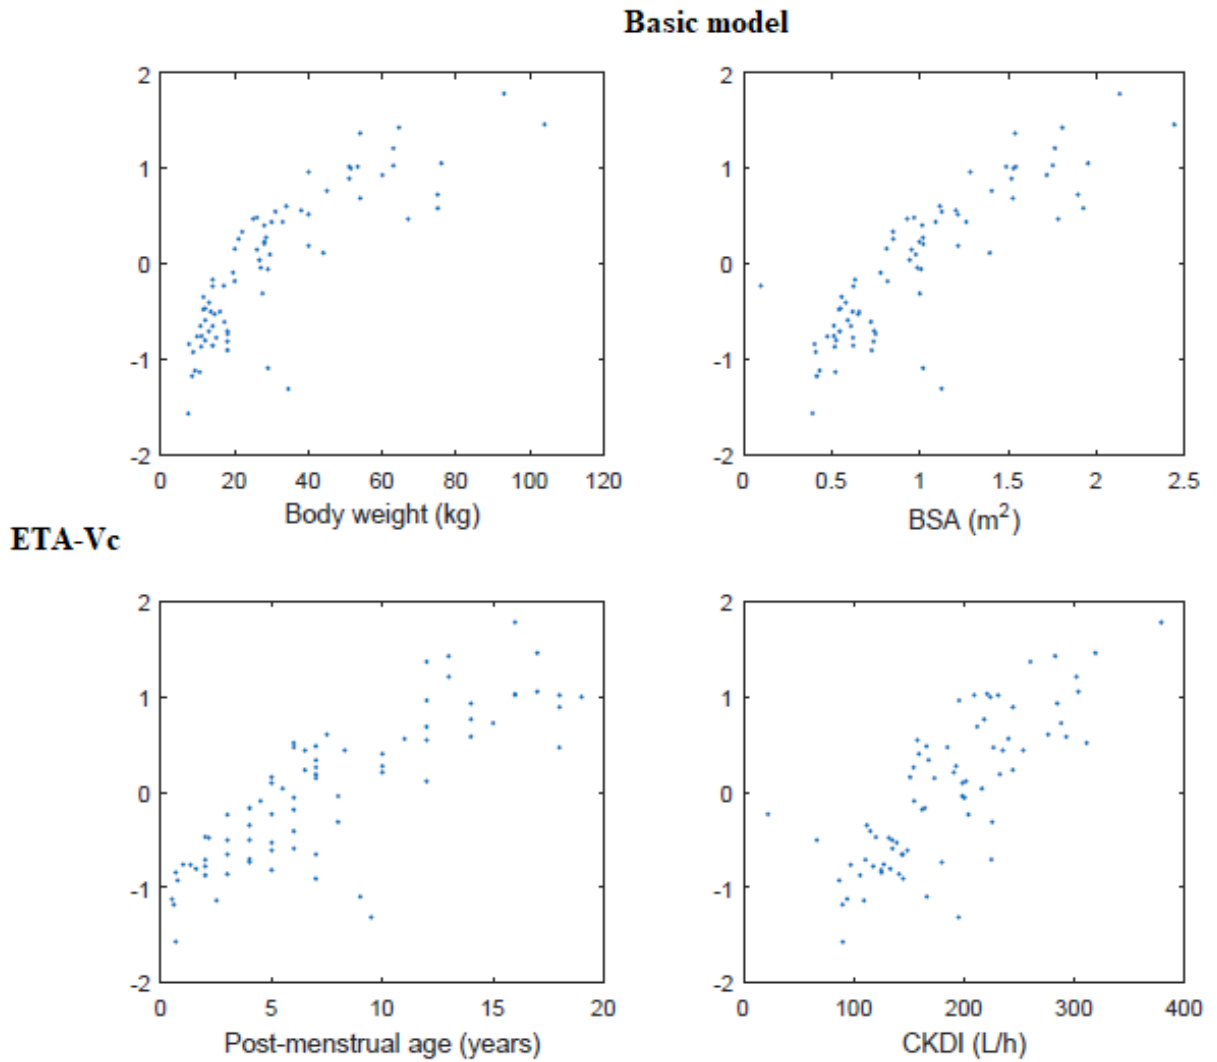 Basic model
2
1
0
-1
-2
0 20 40 60 80 100 120
Body weight (kg)
2
1
0
-1
-2
0.5 1 1.5 2 2.5
BSA (m²)
ETA-Vc
2
1
0
-1
-2
0 5 10 15 20
Post-menstrual age (years)
2
1
0
-1
-2
0 100 200 300 400
CKDI (L/h)